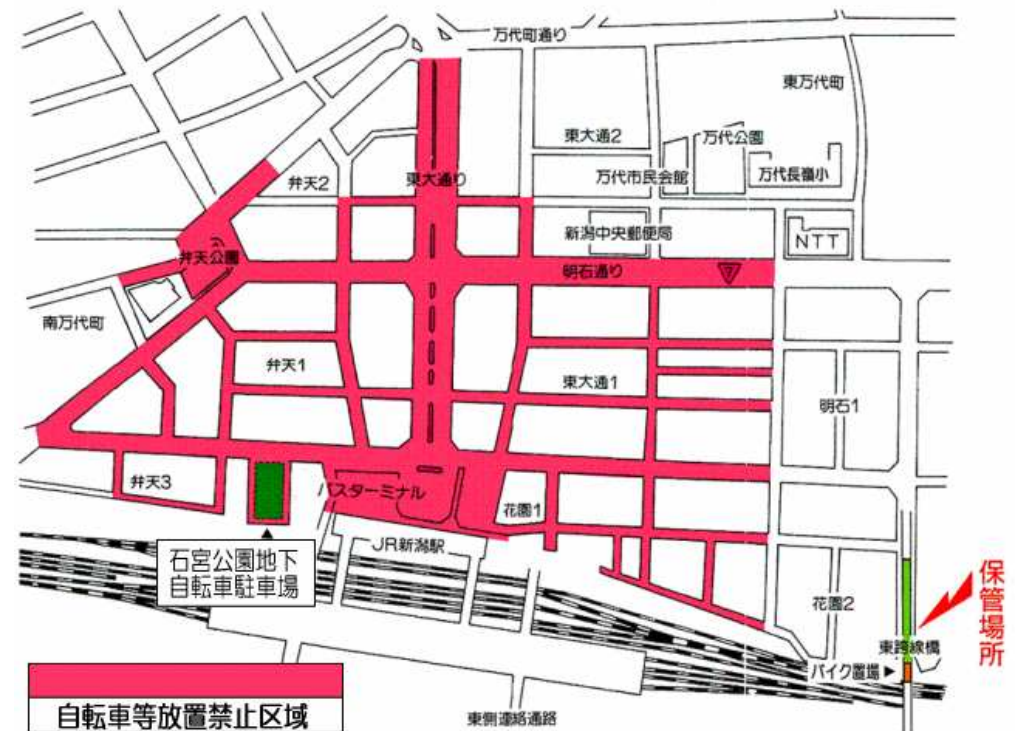 万代町通り
東万代町
東大通2
万代公園
万代市民会館
万代長嶺小
弁天2
東大通り
新潟中央郵便局
NTT
弁天公園
明石通り
南万代町
弁天1
東大通1
明石1
弁天3
バスターミナル
花園1
JR新潟駅
石宮公園地下
自転車駐車場
花園2
保管場所
東跨線橋
バイク置場
自転車等放置禁止区域
東側連絡通路